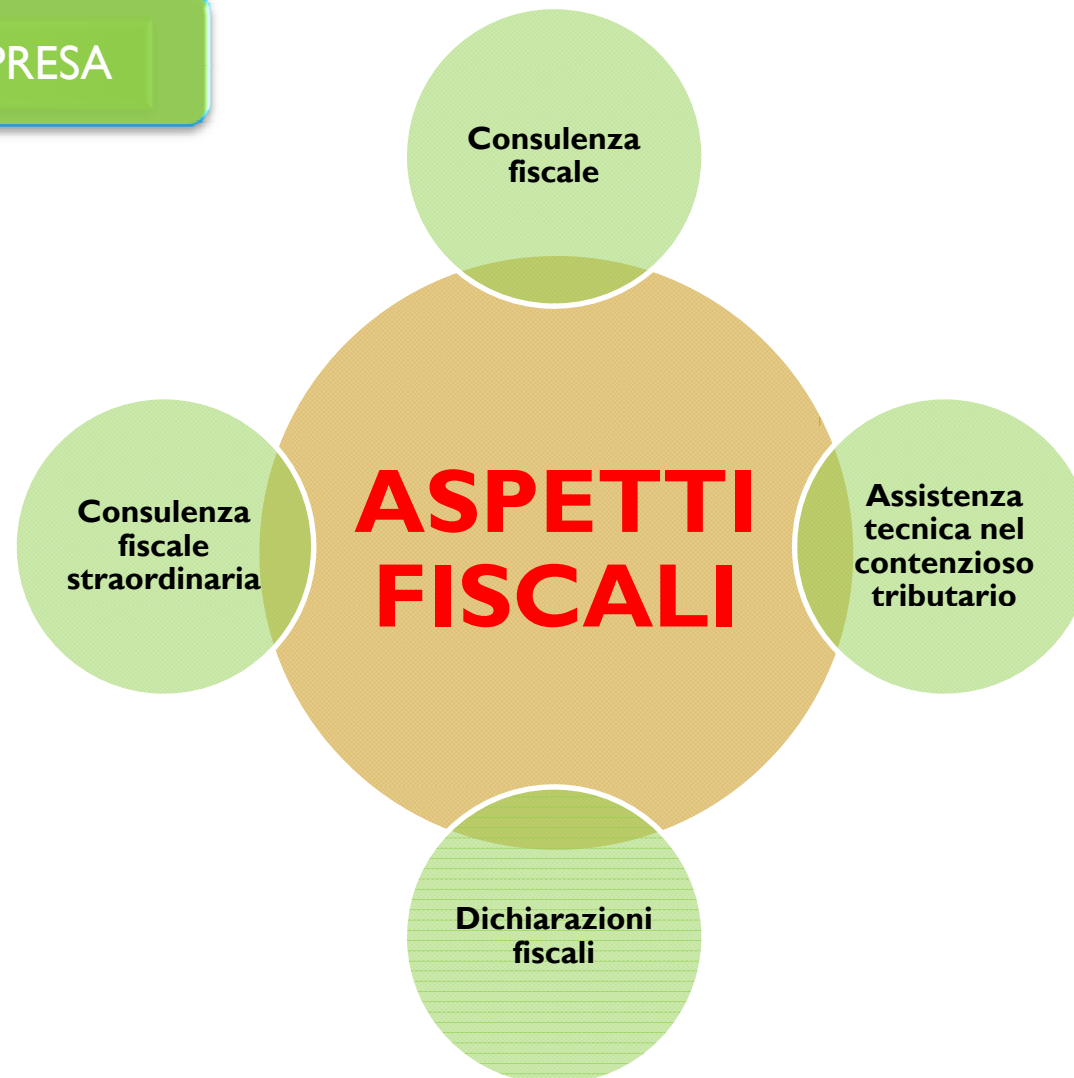 PRESA
Consulenza
fiscale
Consulenza
fiscale
straordinaria
ASPETTI
FISCALI
Assistenza
tecnica nel
contenzioso
tributario
Dichiarazioni
fiscali